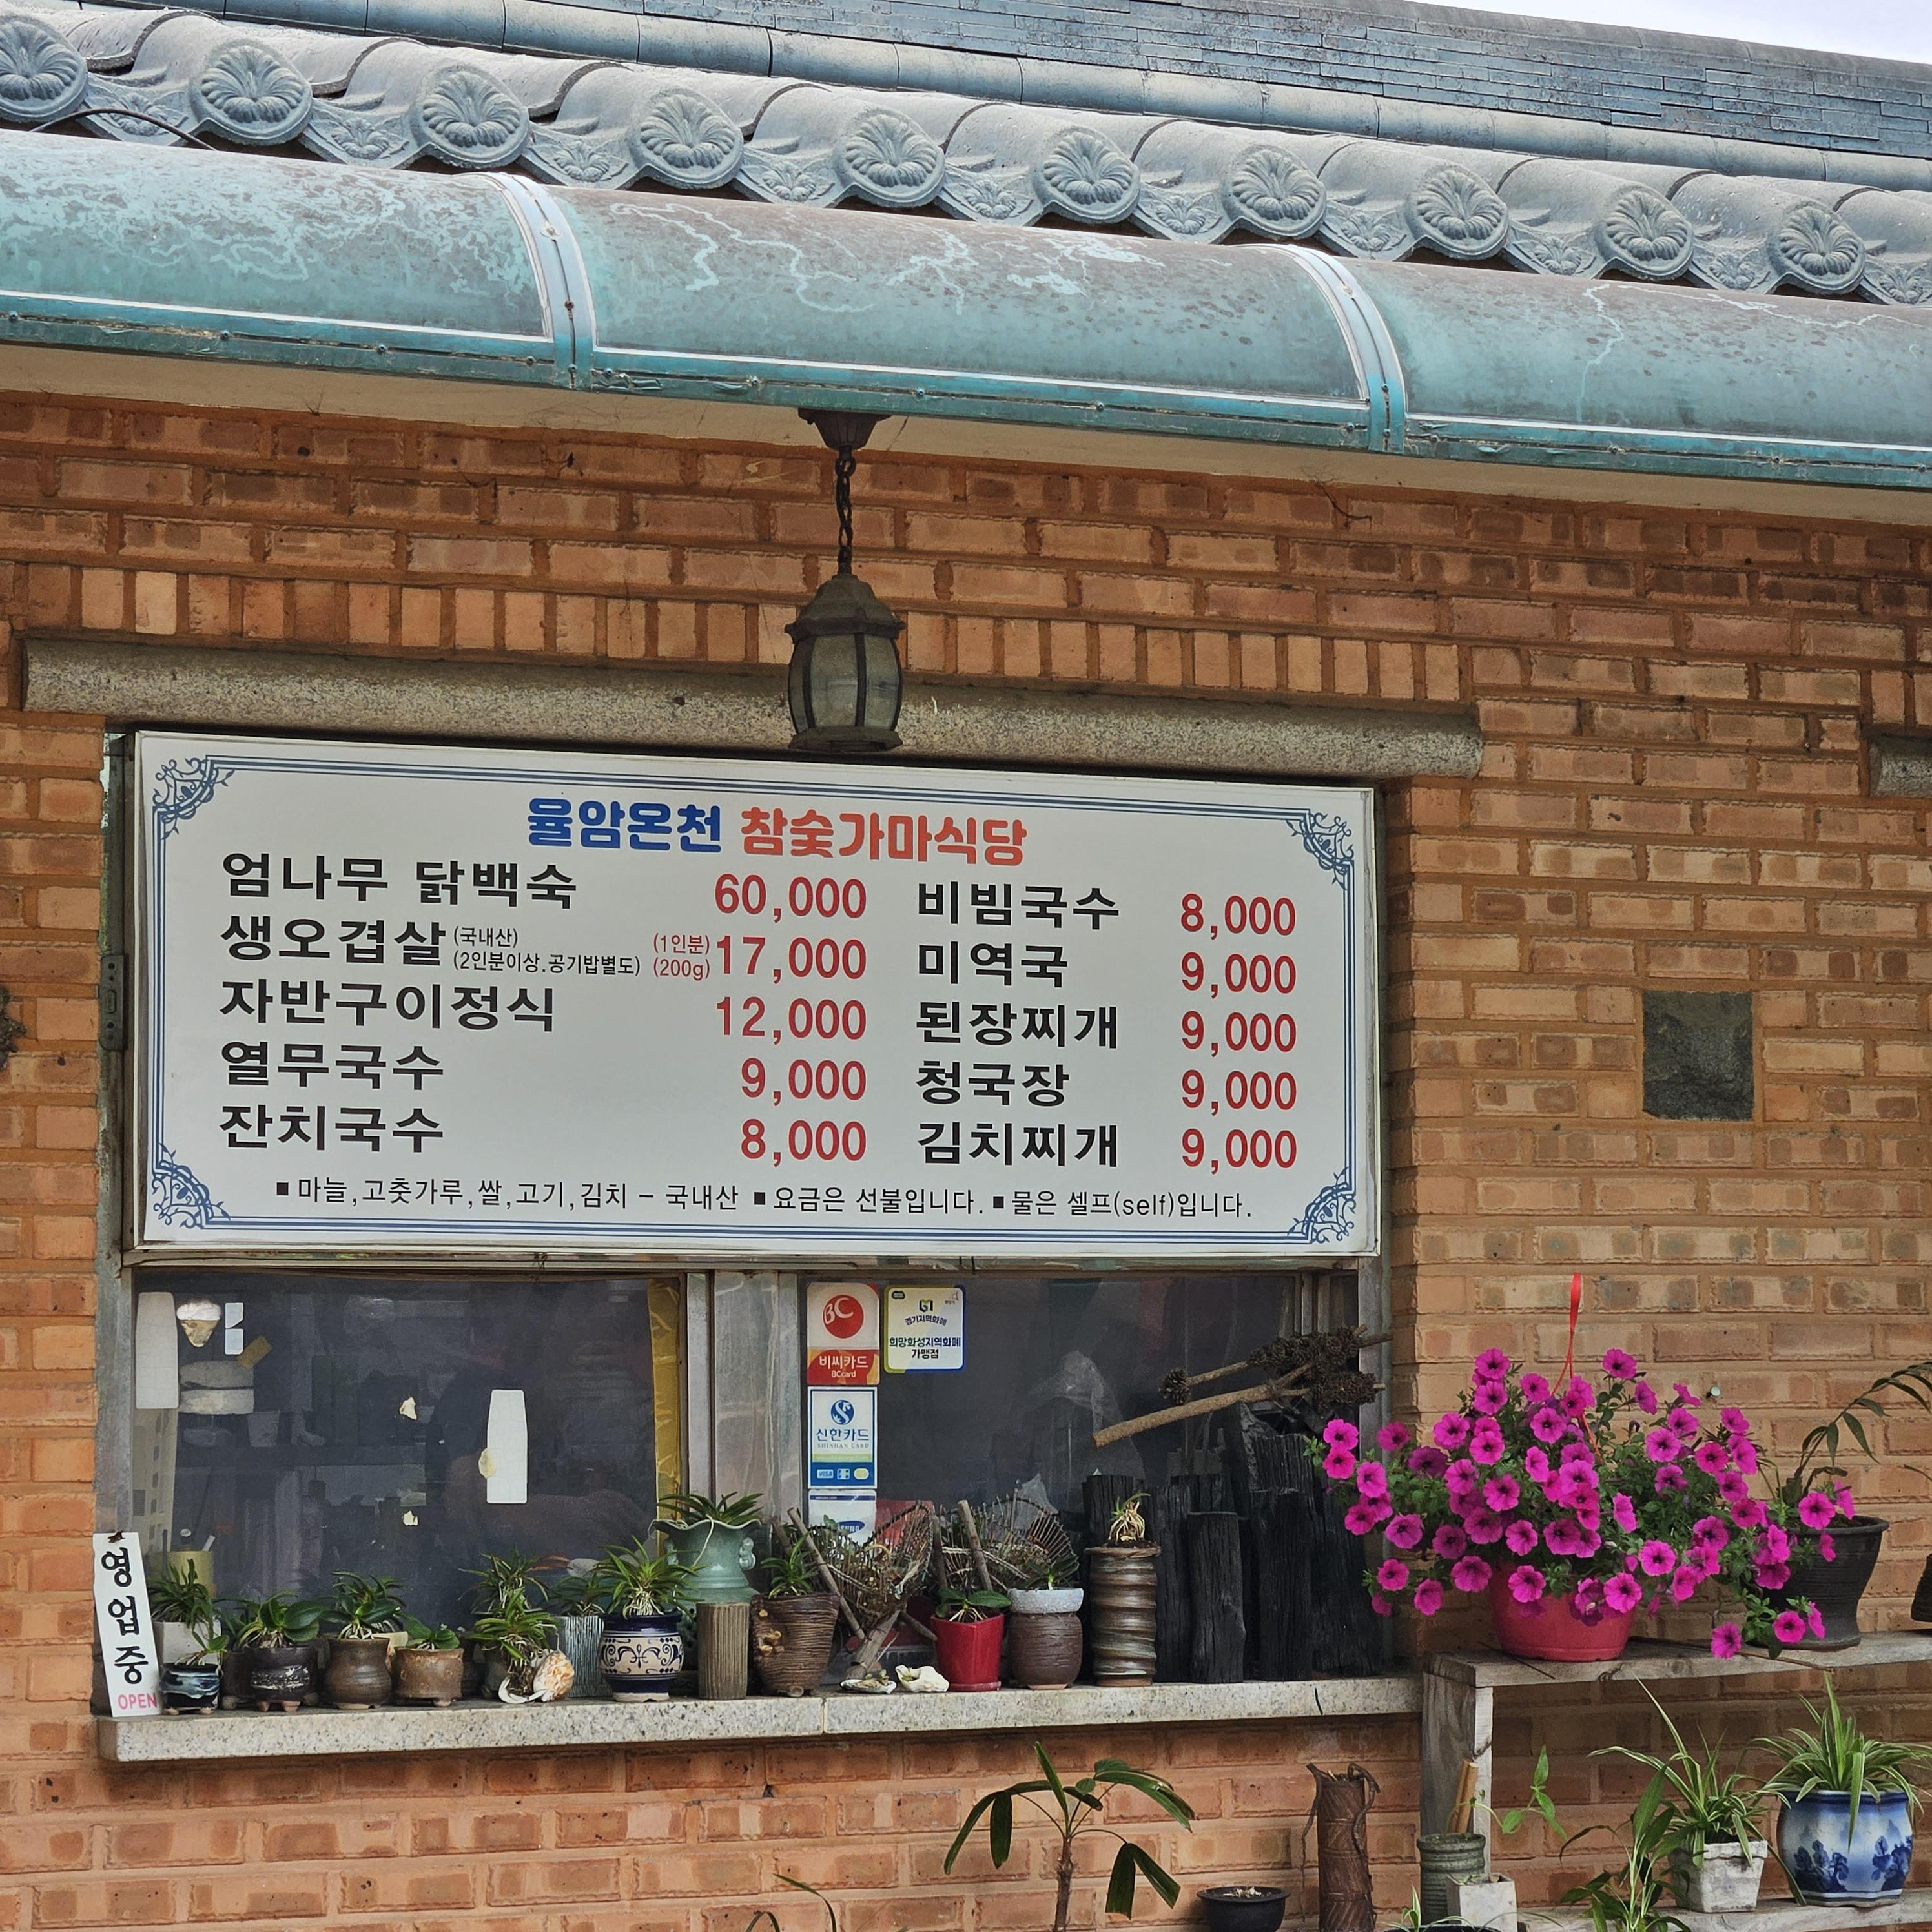 율암온천 참숯가마식당
엄나무 닭백숙 60,000
생오겹살 (국내산) (2인분이상.공기밥별도) (1인분) (200g) 17,000
자반구이정식 12,000
열무국수 9,000
잔치국수 8,000
비빔국수 8,000
미역국 9,000
된장찌개 9,000
청국장 9,000
김치찌개 9,000
▪마늘,고춧가루,쌀,고기,김치 - 국내산 ▪요금은 선불입니다. ▪물은 셀프(self)입니다.
BC
비씨카드
BCcard
경기지역화폐
희망화성지역화폐
가맹점
신한카드
SHINHAN CARD
VISA
영업중
OPEN